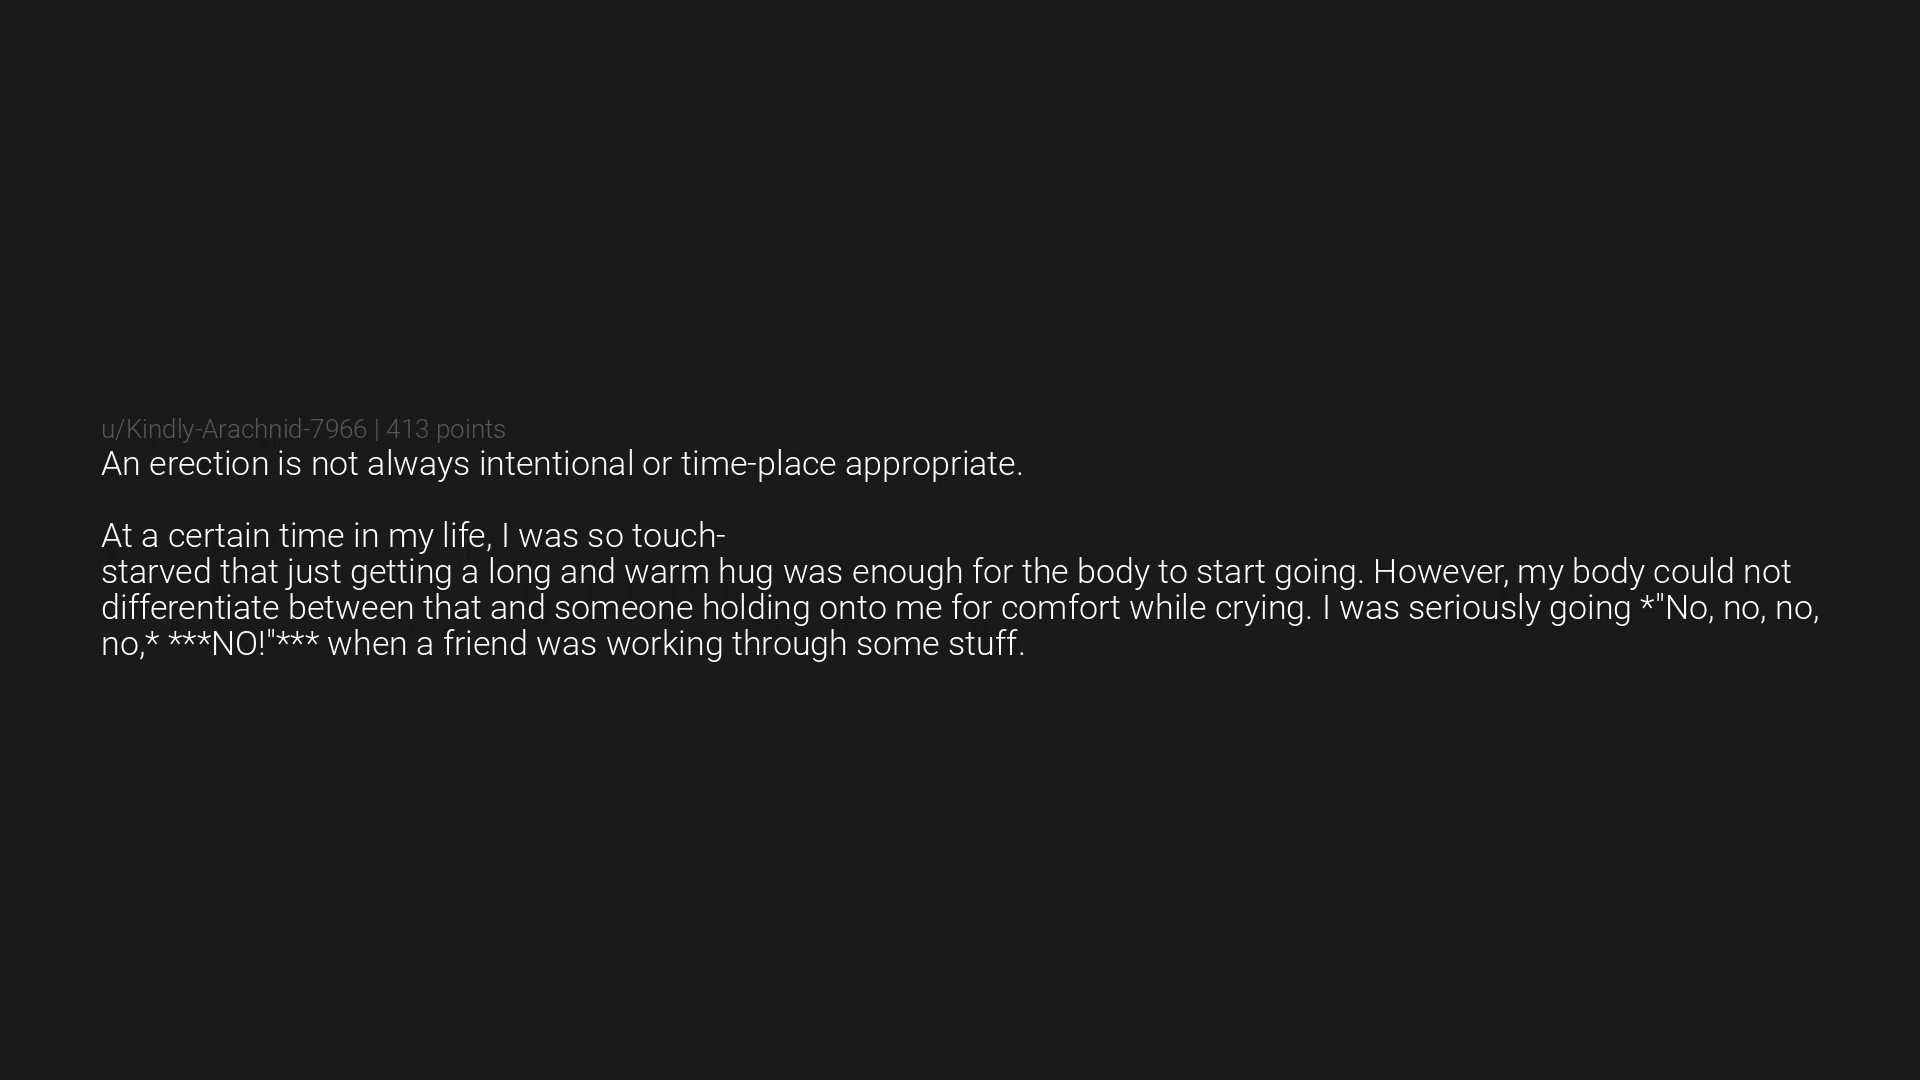 u/Kindly-Arachnid-7966 | 413 points
An erection is not always intentional or time-place appropriate.
At a certain time in my life, I was so touch-
starved that just getting a long and warm hug was enough for the body to start going. However, my body could not
differentiate between that and someone holding onto me for comfort while crying. I was seriously going *"No, no, no,
no,* ***NO!"*** when a friend was working through some stuff.